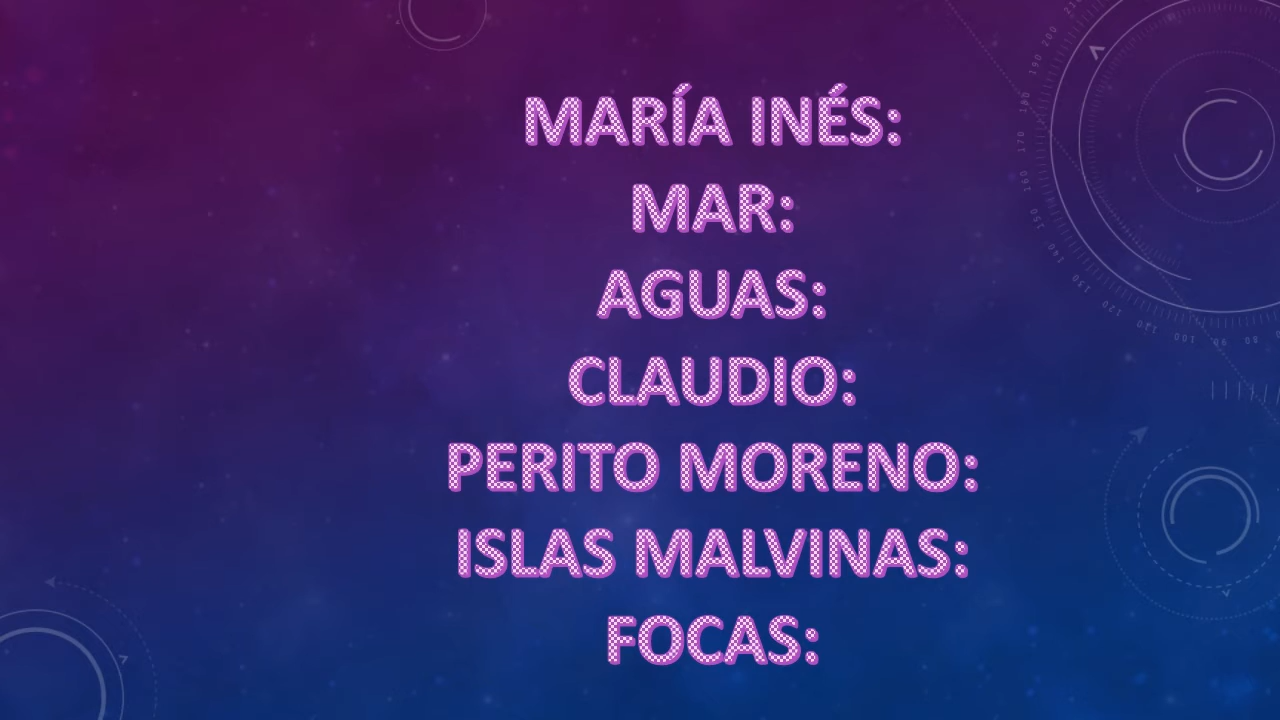 MARÍA INÉS:
MAR:
AGUAS:
CLAUDIO:
PERITO MORENO:
ISLAS MALVINAS:
FOCAS: